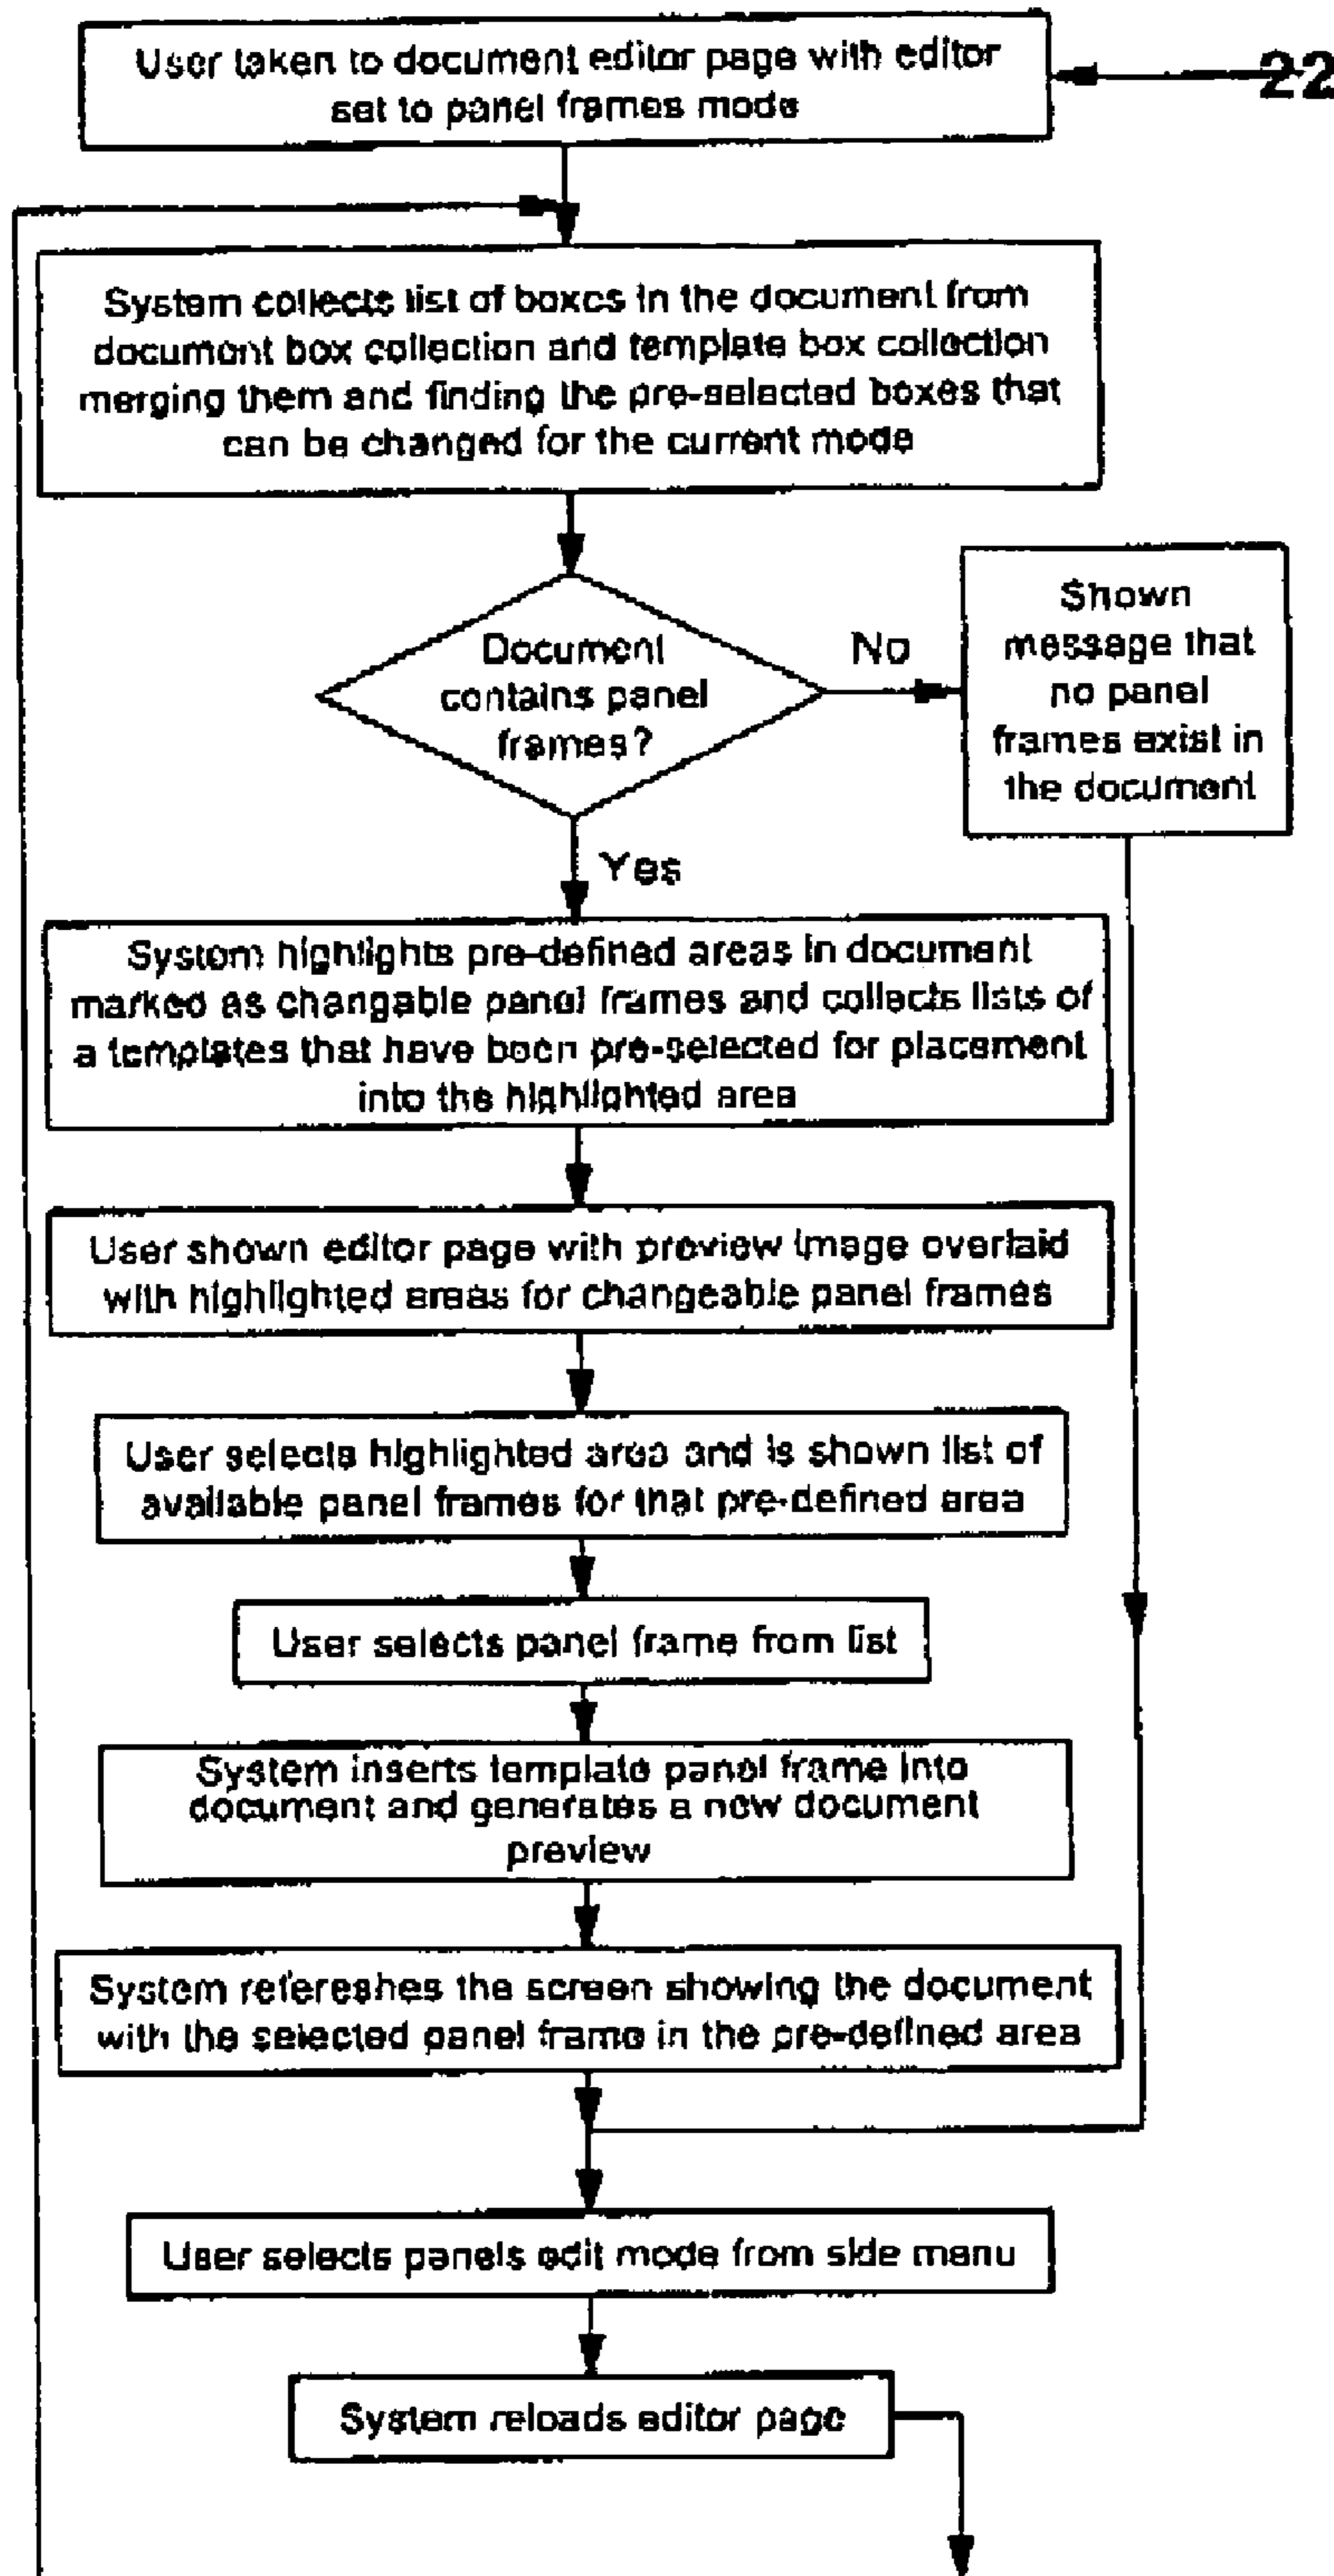 User taken to document editor page with editor
set to panel frames mode
22
System collects list of boxes in the document from
document box collection and template box collection
merging them and finding the pre-selected boxes that
can be changed for the current mode
Document
contains panel
frames?
No
Shown
message that
no panel
frames exist in
the document
Yes
System highlights pre-defined areas in document
marked as changable panel frames and collects lists of
a templates that have been pre-selected for placement
into the highlighted area
User shown editor page with preview image overlaid
with highlighted areas for changeable panel frames
User selects highlighted area and is shown list of
available panel frames for that pre-defined area
User selects panel frame from list
System inserts template panel frame into
document and generates a new document
preview
System refereshes the screen showing the document
with the selected panel frame in the pre-defined area
User selects panels edit mode from side menu
System reloads editor page